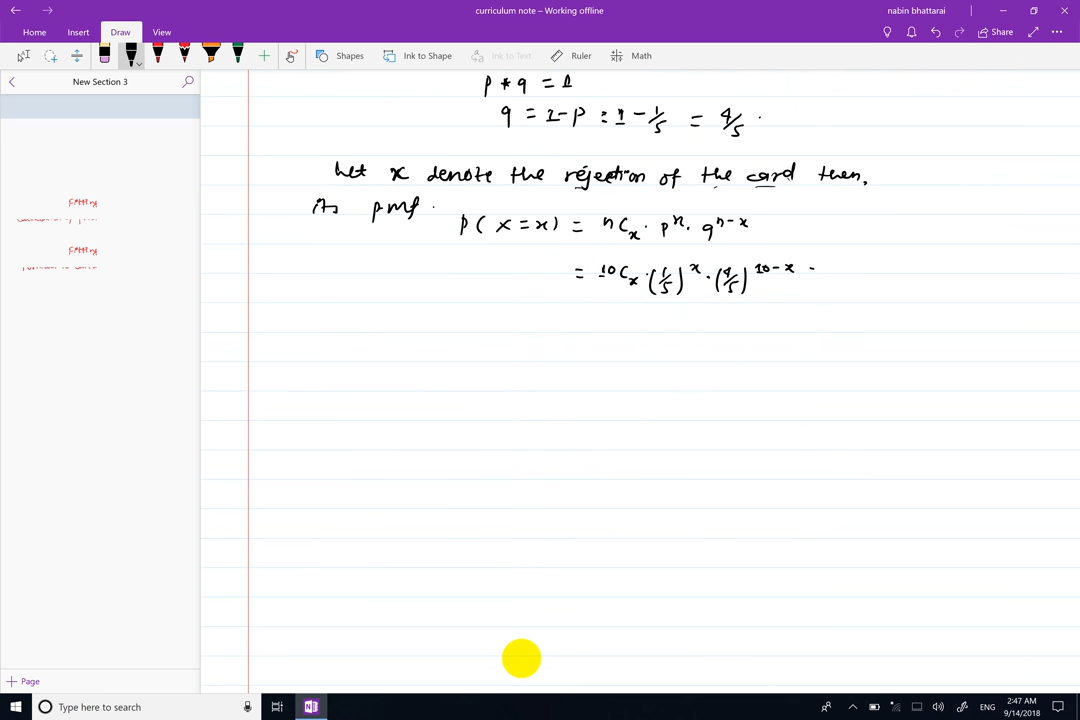 curriculum note – Working offline
nabin bhattarai
Home Insert Draw View
Share
Shapes Ink to Shape Ink to Text Ruler Math
New Section 3
p * q = 1
q = 1-p = 1 - 1/5 = 4/5 .
Let x denote the rejection of the card then,
its pmf.
P( X = x ) = nCx . p^x . q^n-x
= 10Cx . (1/5)^x . (4/5)^10-x
Fitting
Fitting
Page
Type here to search
ENG
2:47 AM
9/14/2018